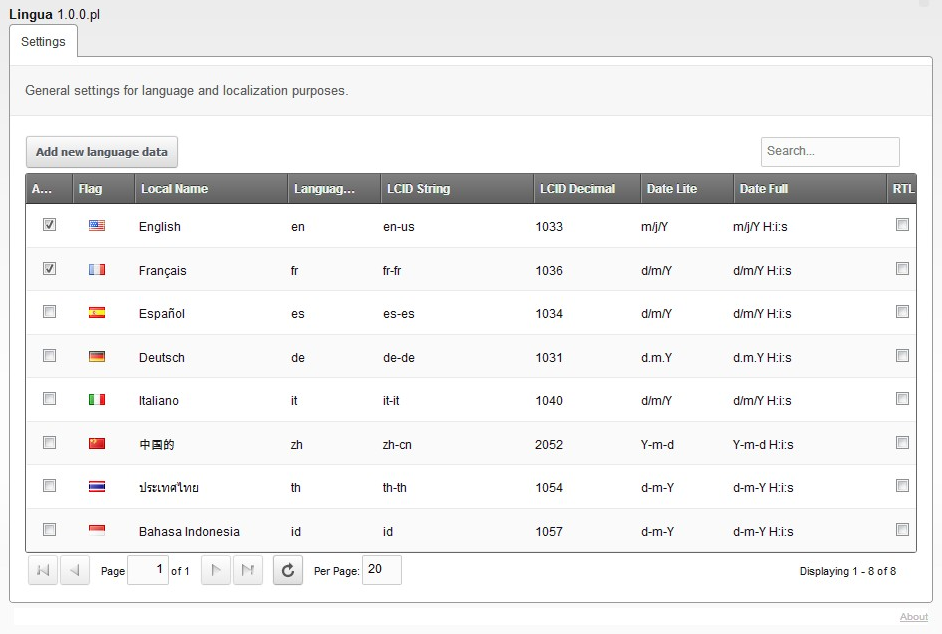 Lingua 1.0.0.pl
Settings
General settings for language and localization purposes.
Add new language data Search...
A... Flag Local Name Languag... LCID String LCID Decimal Date Lite Date Full RTL
English en en-us 1033 m/j/Y m/j/Y H:i:s
Français fr fr-fr 1036 d/m/Y d/m/Y H:i:s
Español es es-es 1034 d/m/Y d/m/Y H:i:s
Deutsch de de-de 1031 d.m.Y d.m.Y H:i:s
Italiano it it-it 1040 d/m/Y d/m/Y H:i:s
中国的 zh zh-cn 2052 Y-m-d Y-m-d H:i:s
ประเทศไทย th th-th 1054 d-m-Y d-m-Y H:i:s
Bahasa Indonesia id id 1057 d-m-Y d-m-Y H:i:s
Page 1 of 1 Per Page: 20 Displaying 1 - 8 of 8
About